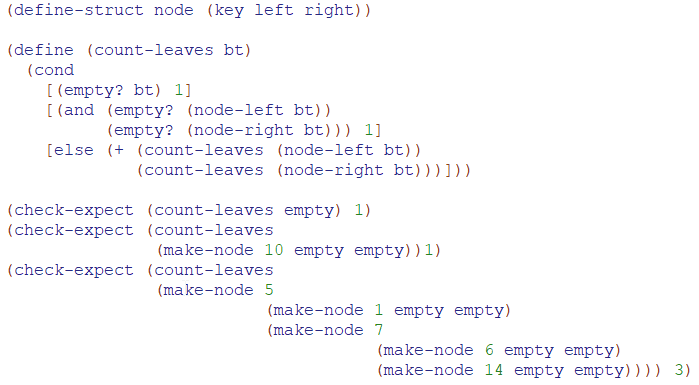 (define-struct node (key left right))
(define (count-leaves bt)
(cond
[(empty? bt) 1]
[(and (empty? (node-left bt))
(empty? (node-right bt))) 1]
[else (+ (count-leaves (node-left bt))
(count-leaves (node-right bt)))]))
(check-expect (count-leaves empty) 1)
(check-expect (count-leaves
(make-node 10 empty empty))1)
(check-expect (count-leaves
(make-node 5
(make-node 1 empty empty)
(make-node 7
(make-node 6 empty empty)
(make-node 14 empty empty)))) 3)